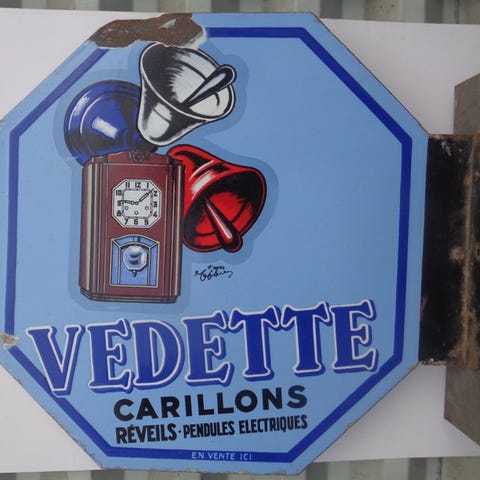 VEDETTE
CARILLONS
RÉVEILS - PENDULES ELECTRIQUES
EN VENTE ICI